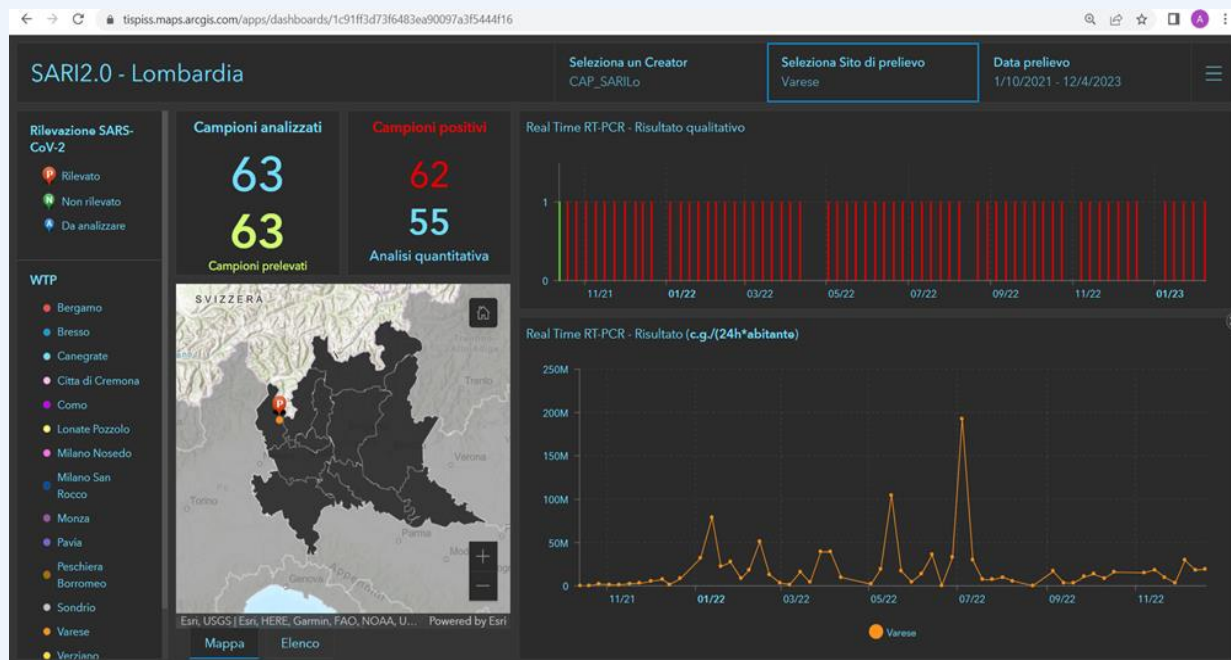 tispiss.maps.arcgis.com/apps/dashboards/1c91ff3d73f6483ea90097a3f5444f16
A
SARI2.0 - Lombardia
Seleziona un Creator
CAP_SARILo
Seleziona Sito di prelievo
Varese
Data prelievo
1/10/2021 - 12/4/2023
Rilevazione SARS-
CoV-2
P Rilevato
N Non rilevato
A Da analizzare
WTP
Bergamo
Bresso
Canegrate
Citta di Cremona
Como
Lonate Pozzolo
Milano Nosedo
Milano San
Rocco
Monza
Pavia
Peschiera
Borromeo
Sondrio
Varese
Verziano
Campioni analizzati
63
63
Campioni prelevati
Campioni positivi
62
55
Analisi quantitativa
SVIZZERA
Trento
P
Verona
Torino
Parma
Genova
+
−
Esri, USGS | Esri, HERE, Garmin, FAO, NOAA, U... Powered by Esri
Mappa Elenco
Real Time RT-PCR - Risultato qualitativo
1
0
11/21 01/22 03/22 05/22 07/22 09/22 11/22 01/23
Real Time RT-PCR - Risultato (c.g./(24h*abitante)
250M
200M
150M
100M
50M
0
11/21 01/22 03/22 05/22 07/22 09/22 11/22
Varese